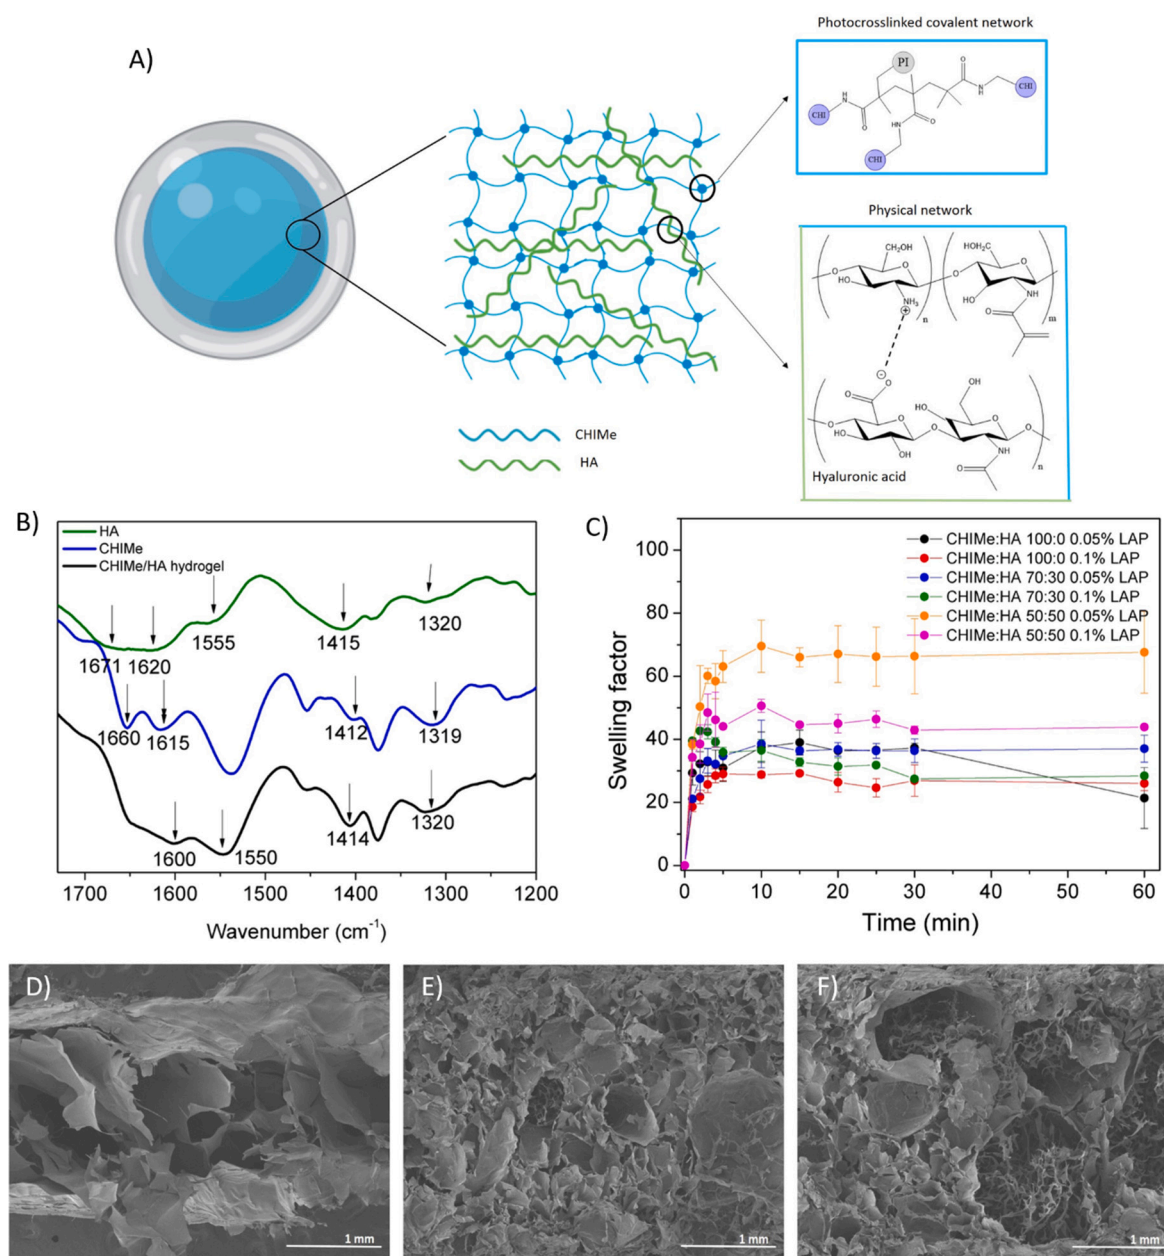 A)
Photocrosslinked covalent network
PI
CHI
NH
O
NH
O
O
NH
CHI
CHI
Physical network
CH2OH
HOH2C
O
O
O
O
O
HO
HO
NH3
NH
n
m
O
O
O
OH
HO
O
O
O
HO
OH
O
HO
NH
O
O
n
Hyaluronic acid
CHIMe
HA
B)
HA
CHIMe
CHIMe/HA hydrogel
1671
1620
1555
1415
1320
1660
1615
1412
1319
1600
1550
1414
1320
1700 1600 1500 1400 1300 1200
Wavenumber (cm-1)
C)
CHIMe:HA 100:0 0.05% LAP
CHIMe:HA 100:0 0.1% LAP
CHIMe:HA 70:30 0.05% LAP
CHIMe:HA 70:30 0.1% LAP
CHIMe:HA 50:50 0.05% LAP
CHIMe:HA 50:50 0.1% LAP
100
80
60
40
20
0
Swelling factor
0 10 20 30 40 50 60
Time (min)
D)
1 mm
E)
1 mm
F)
1 mm